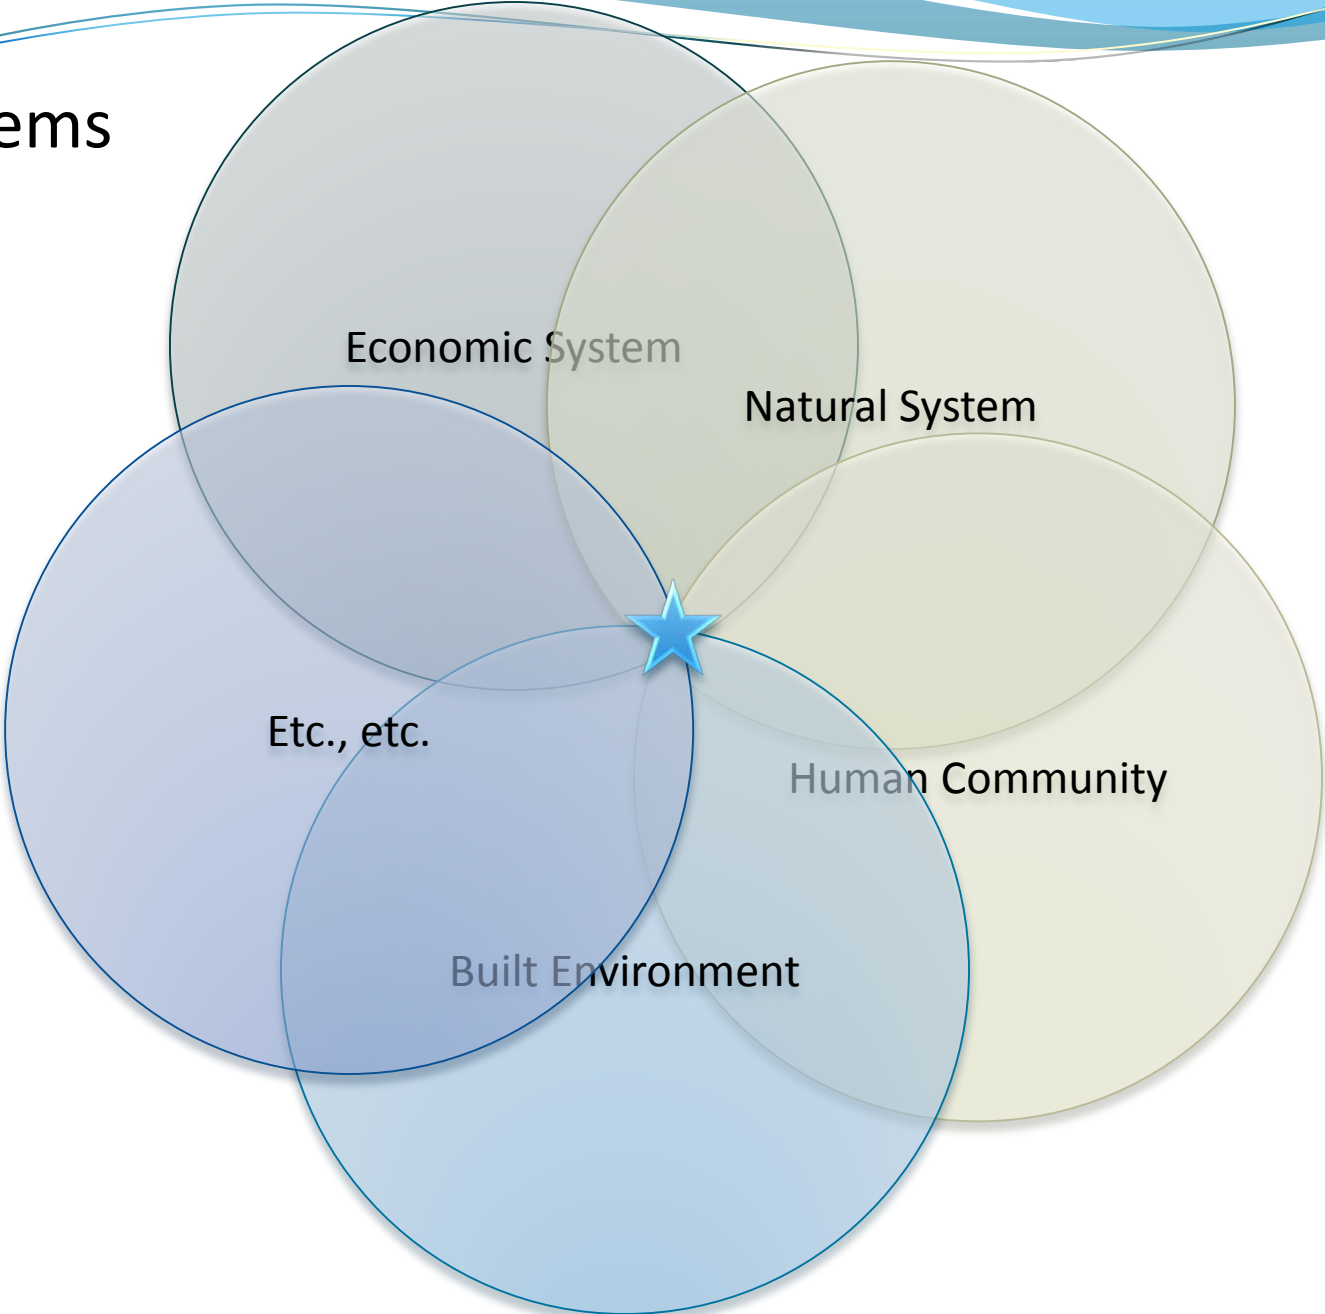 ems
Economic System
Natural System
Etc., etc.
Human Community
Built Environment